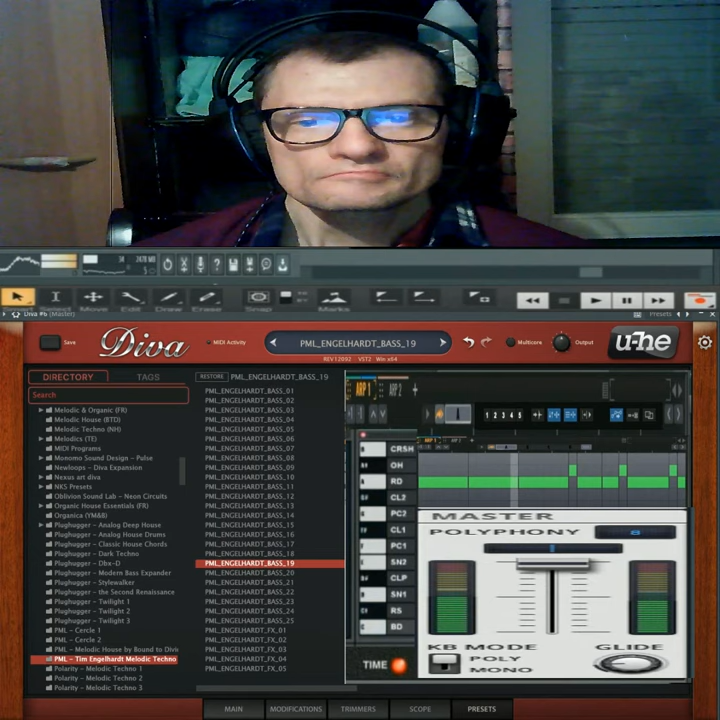 34 2478 MB
5
Snap
Marks
Diva #6 (Master)
Presets
Save
Diva
MIDI Activity
PML_ENGELHARDT_BASS_19
Multicore
Output
u-he
REV12092 VST2 Win x64
DIRECTORY
TAGS
RESTORE
PML_ENGELHARDT_BASS_19
Search
Melodic & Organic (FR)
Melodic House (BTD)
Melodic Techno (NH)
Melodics (TE)
MIDI Programs
Monomo Sound Design - Pulse
Newloops - Diva Expansion
Nexus art diva
NKS Presets
Oblivion Sound Lab - Neon Circuits
Organic House Essentials (FR)
Organica (YM&B)
Plughugger - Analog Deep House
Plughugger - Analog House Drums
Plughugger - Classic House Chords
Plughugger - Dark Techno
Plughugger - Dbx-D
Plughugger - Modern Bass Expander
Plughugger - Stylewalker
Plughugger - the Second Renaissance
Plughugger - Twilight 1
Plughugger - Twilight 2
Plughugger - Twilight 3
PML - Cercle 1
PML - Cercle 2
PML - Melodic House by Bound to Divi
PML - Tim Engelhardt Melodic Techno
Polarity - Melodic Techno 1
Polarity - Melodic Techno 2
Polarity - Melodic Techno 3
PML_ENGELHARDT_BASS_01
PML_ENGELHARDT_BASS_02
PML_ENGELHARDT_BASS_03
PML_ENGELHARDT_BASS_04
PML_ENGELHARDT_BASS_05
PML_ENGELHARDT_BASS_06
PML_ENGELHARDT_BASS_07
PML_ENGELHARDT_BASS_08
PML_ENGELHARDT_BASS_09
PML_ENGELHARDT_BASS_10
PML_ENGELHARDT_BASS_11
PML_ENGELHARDT_BASS_12
PML_ENGELHARDT_BASS_13
PML_ENGELHARDT_BASS_14
PML_ENGELHARDT_BASS_15
PML_ENGELHARDT_BASS_16
PML_ENGELHARDT_BASS_17
PML_ENGELHARDT_BASS_18
PML_ENGELHARDT_BASS_19
PML_ENGELHARDT_BASS_20
PML_ENGELHARDT_BASS_21
PML_ENGELHARDT_BASS_22
PML_ENGELHARDT_BASS_23
PML_ENGELHARDT_BASS_24
PML_ENGELHARDT_BASS_25
PML_ENGELHARDT_FX_01
PML_ENGELHARDT_FX_02
PML_ENGELHARDT_FX_03
PML_ENGELHARDT_FX_04
PML_ENGELHARDT_FX_05
ARP 1
ARP 2
1 2 3 4 5
CRSH
OH
RD
CL2
PC2
CL1
PC1
SN2
CLP
SN1
RS
BD
TIME
MASTER
POLYPHONY
8
KB MODE
GLIDE
POLY
MONO
MAIN
MODIFICATIONS
TRIMMERS
SCOPE
PRESETS